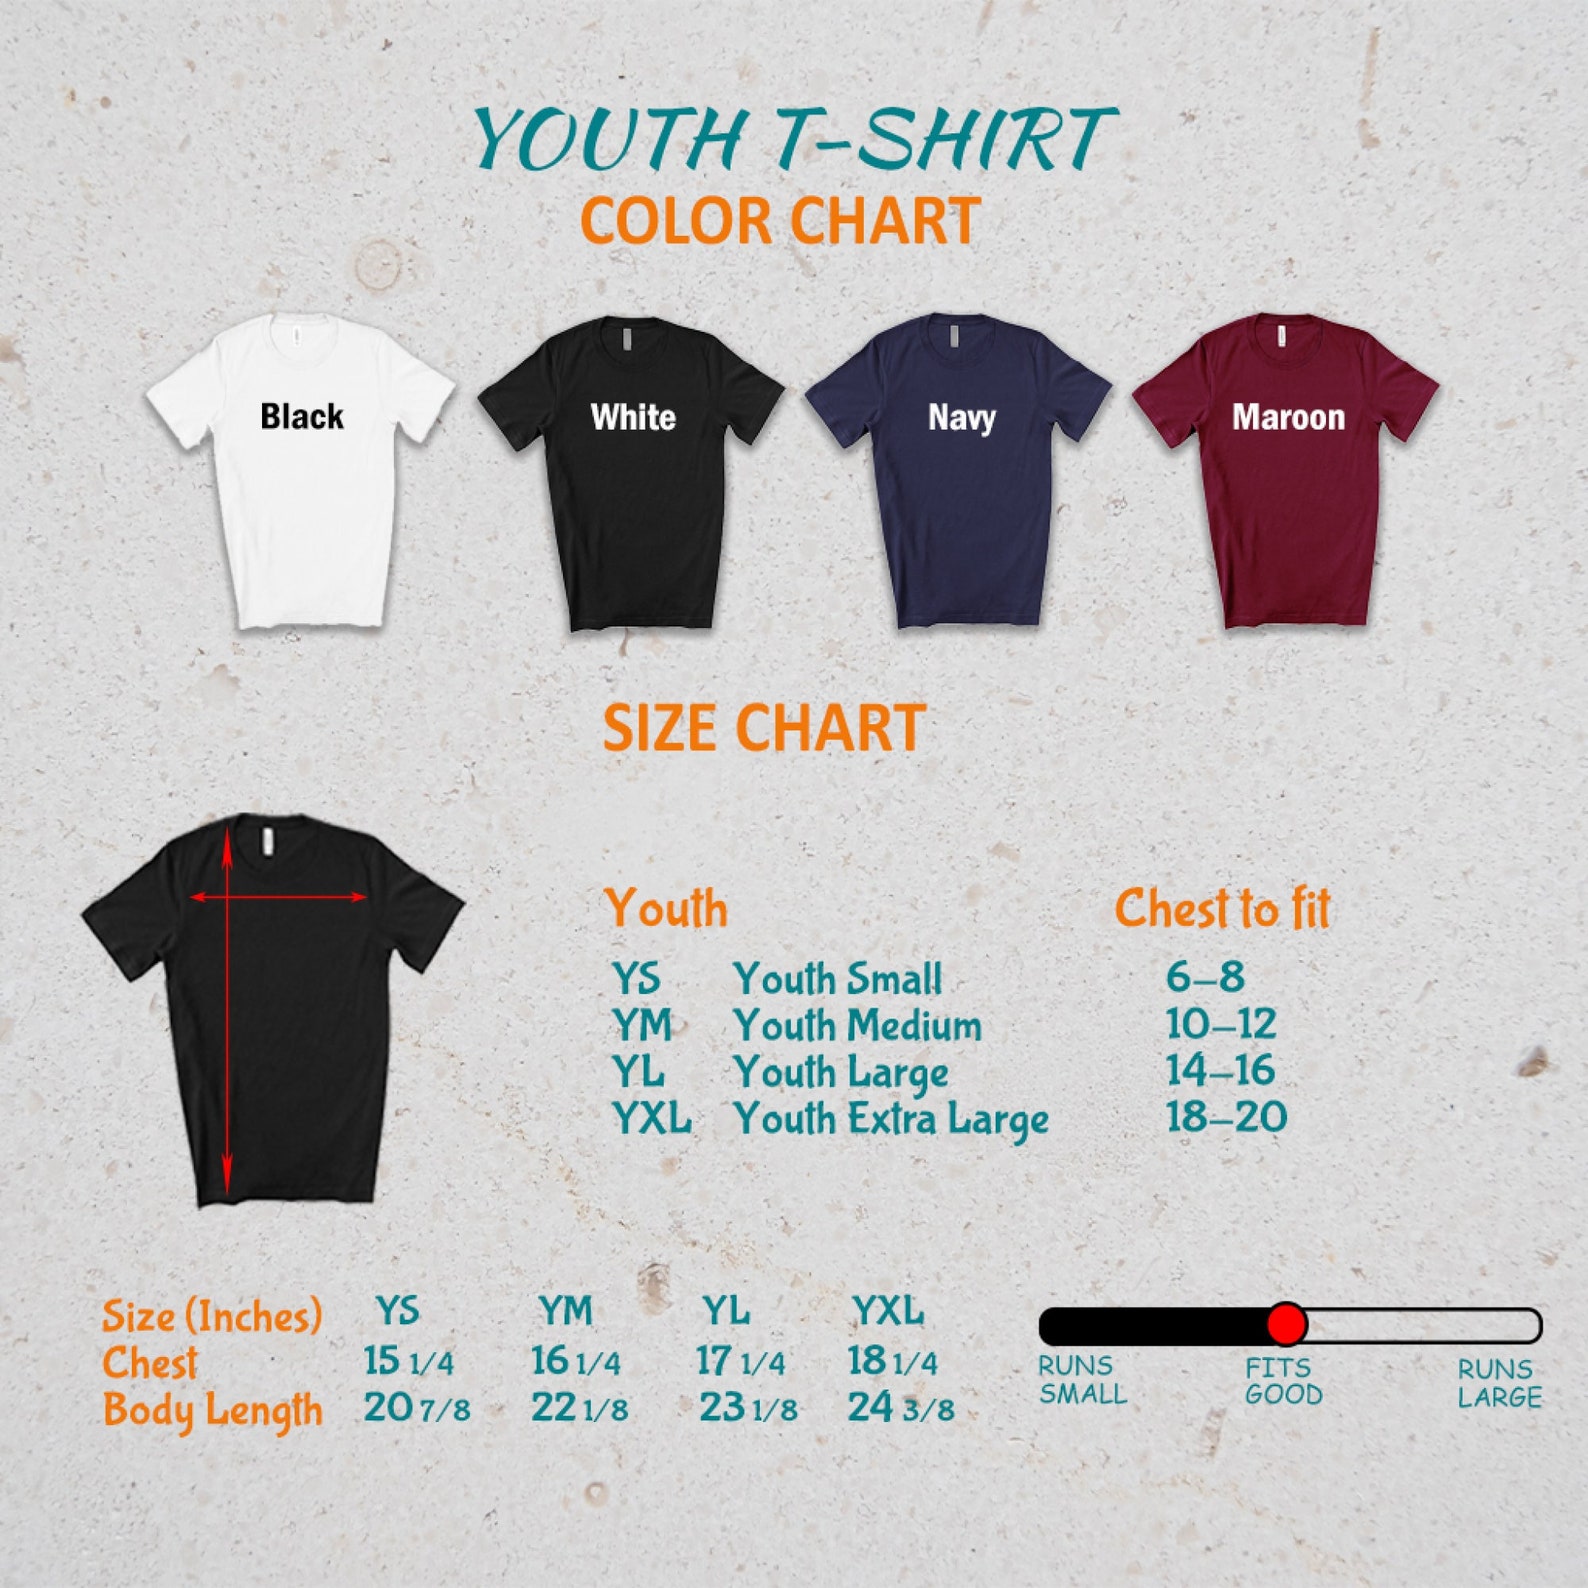 YOUTH T-SHIRT
COLOR CHART
Black
White
Navy
Maroon
SIZE CHART
Youth Chest to fit
YS Youth Small 6–8
YM Youth Medium 10–12
YL Youth Large 14–16
YXL Youth Extra Large 18–20
Size (Inches) YS YM YL YXL
Chest 15 1/4 16 1/4 17 1/4 18 1/4
Body Length 20 7/8 22 1/8 23 1/8 24 3/8
RUNS SMALL
FITS GOOD
RUNS LARGE